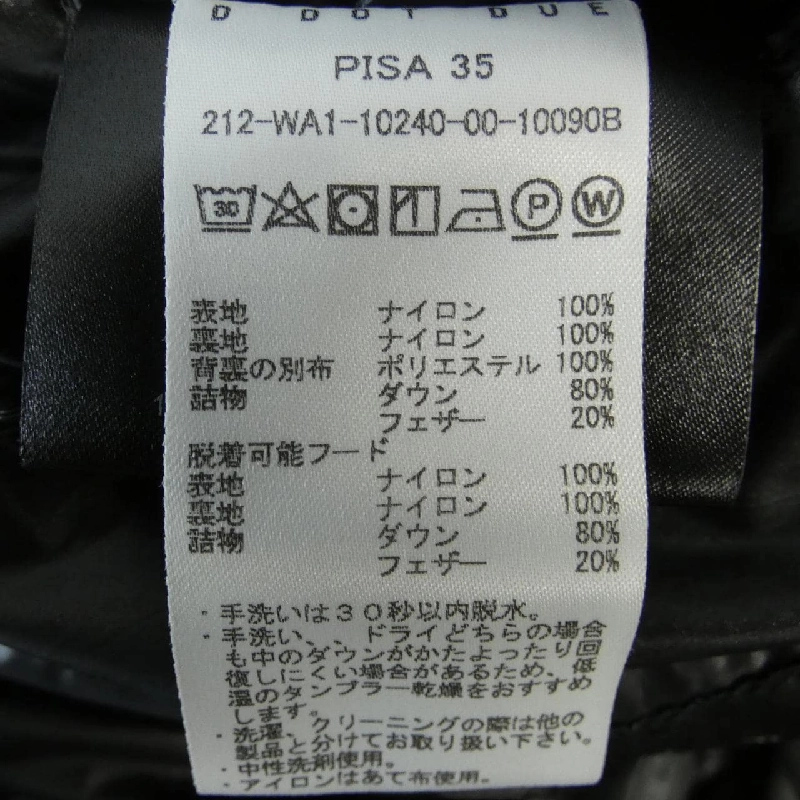 D DOT DUE
PISA 35
212-WA1-10240-00-10090B
30 P W
表地 ナイロン 100%
裏地 ナイロン 100%
背裏の別布 ポリエステル 100%
詰物 ダウン 80%
フェザー 20%
脱着可能フード
表地 ナイロン 100%
裏地 ナイロン 100%
詰物 ダウン 80%
フェザー 20%
・手洗いは30秒以内脱水。
・手洗い、、ドライどちらの場合
も中のダウンがかたよったり回
復しにくい場合があるため、低
温のタンブラー乾燥をおすすめ
します。
・洗濯、クリーニングの際は他の
製品と分けてお取り扱い下さい。
・中性洗剤使用。
・アイロンはあて布使用。